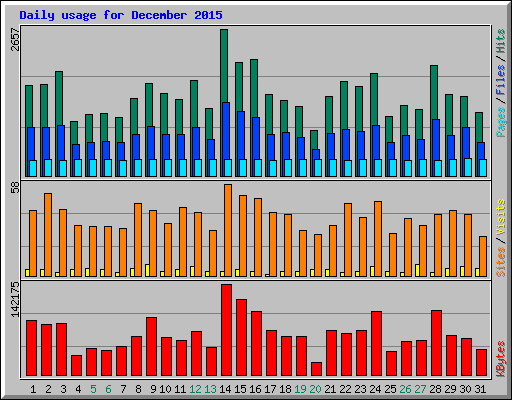 Daily usage for December 2015
2657
Pages / Files / Hits
58
Sites / Visits
142175
KBytes
1 2 3 4 5 6 7 8 9 10 11 12 13 14 15 16 17 18 19 20 21 22 23 24 25 26 27 28 29 30 31